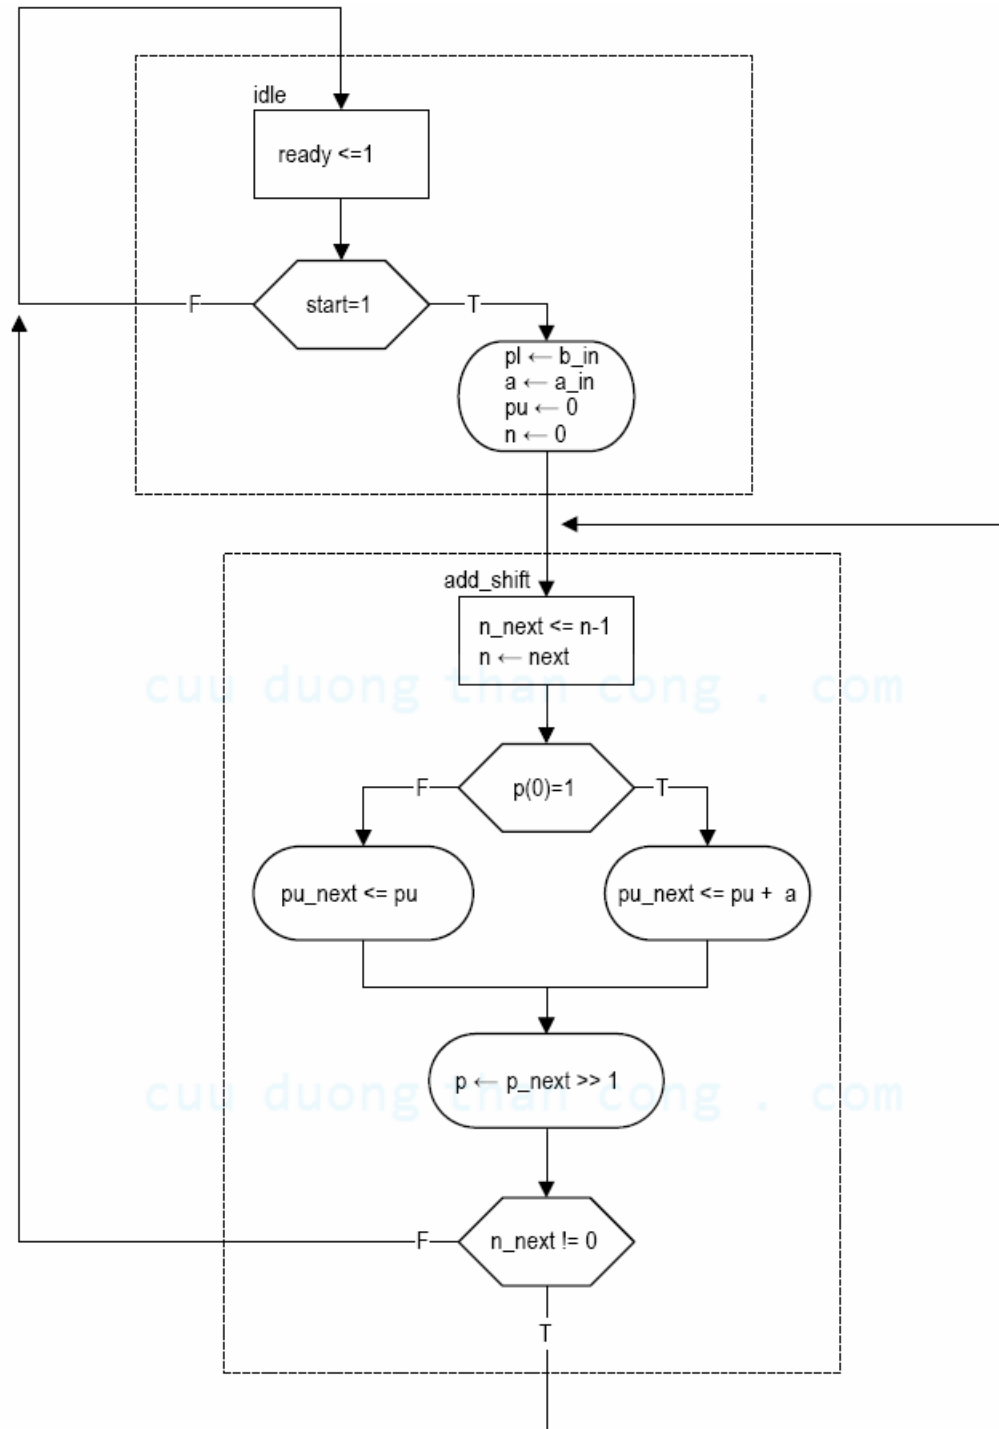 idle
ready <=1
F
start=1
T
pl ← b_in
a ← a_in
pu ← 0
n ← 0
add_shift
n_next <= n-1
n ← next
cuu duong than cong . com
F
p(0)=1
T
pu_next <= pu
pu_next <= pu + a
p ← p_next >> 1
cuu duong than cong . com
F
n_next != 0
T